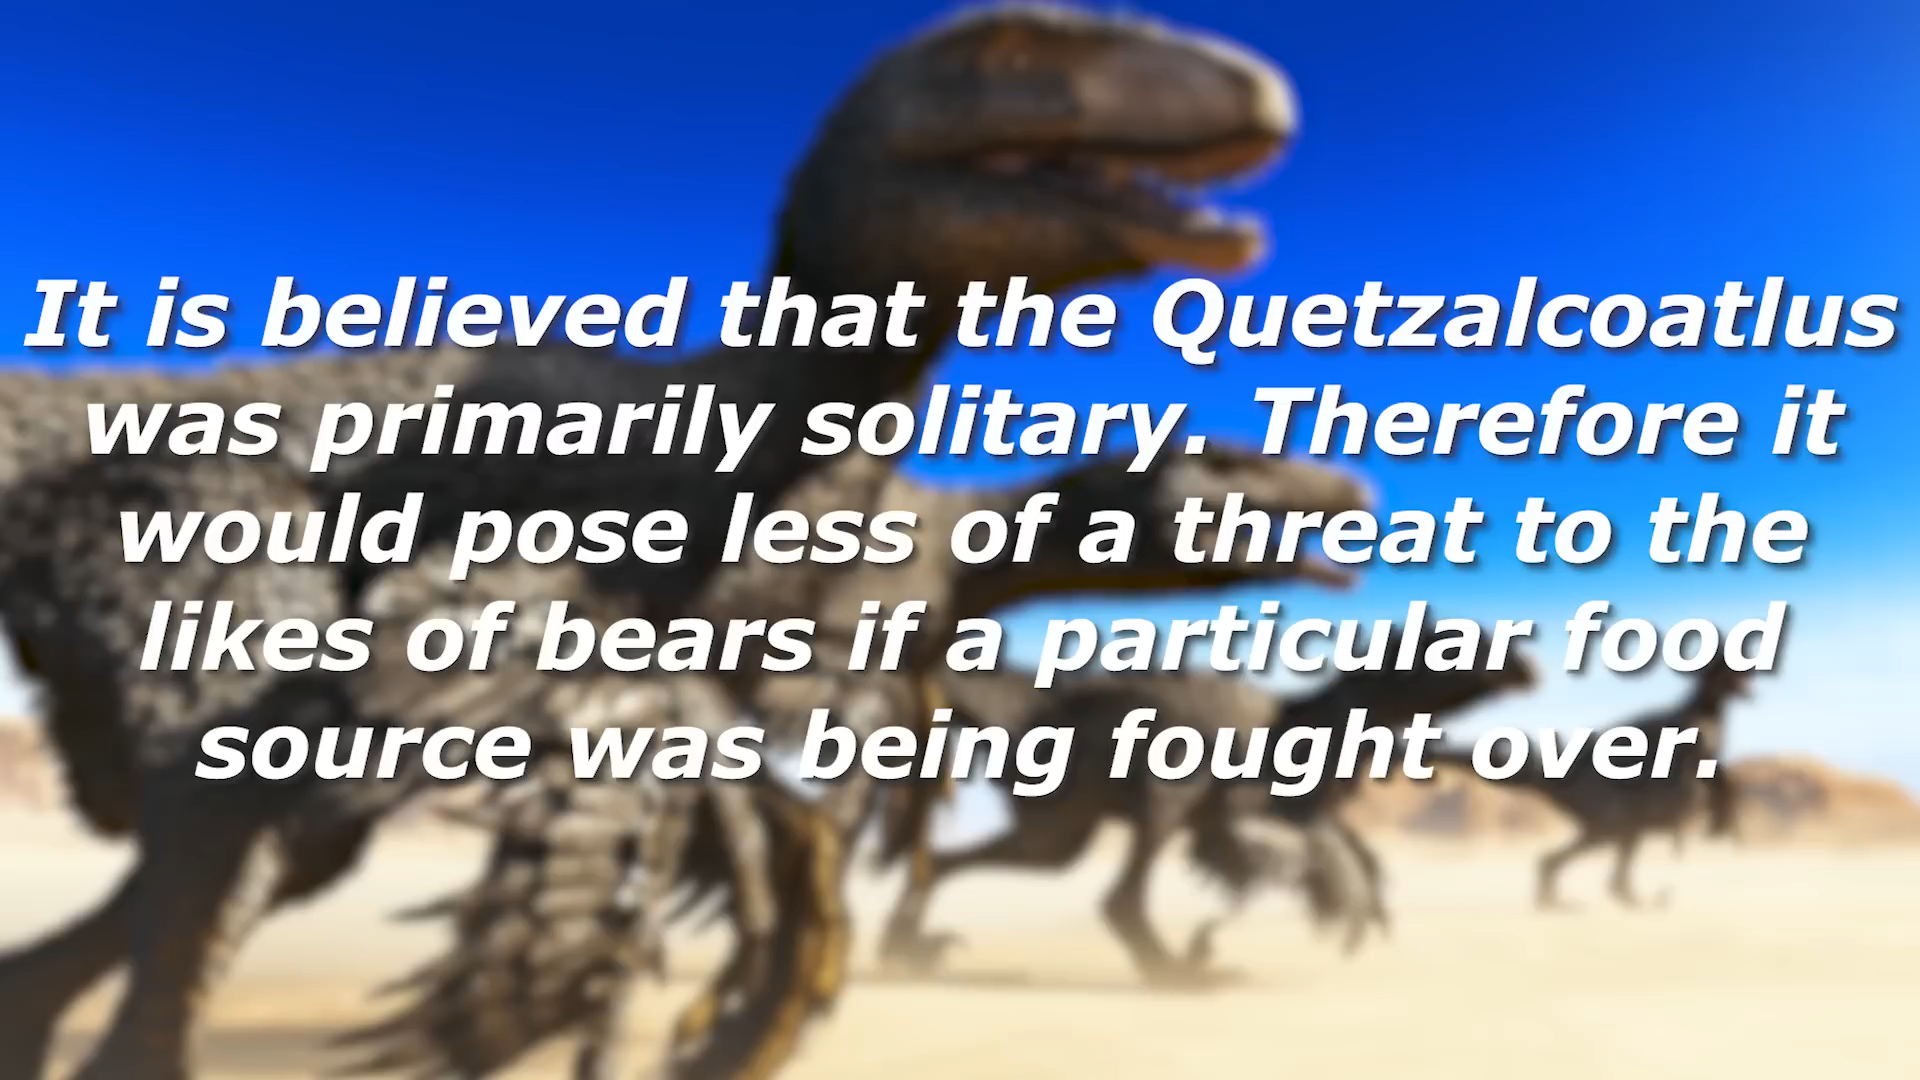 It is believed that the Quetzalcoatlus
was primarily solitary. Therefore it
would pose less of a threat to the
likes of bears if a particular food
source was being fought over.